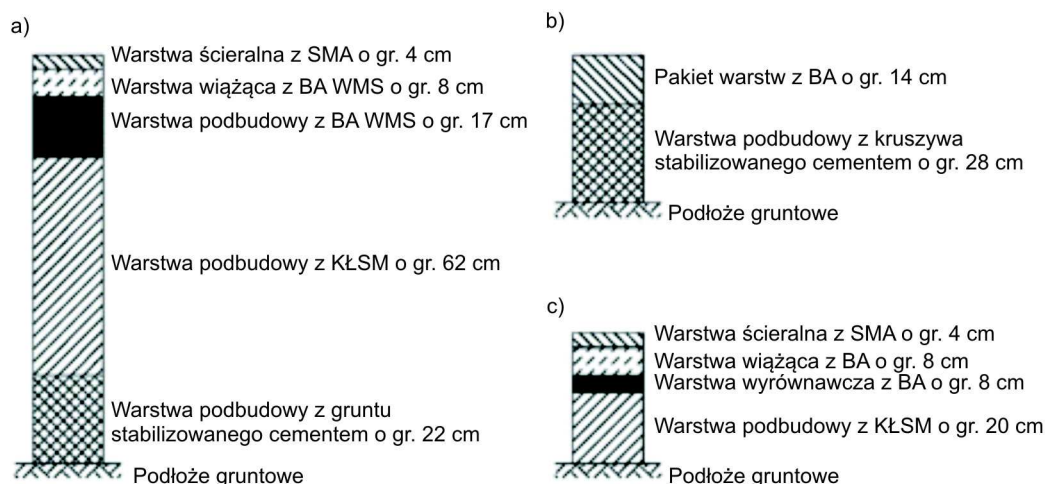 a)
Warstwa ścieralna z SMA o gr. 4 cm
Warstwa wiążąca z BA WMS o gr. 8 cm
Warstwa podbudowy z BA WMS o gr. 17 cm
Warstwa podbudowy z KŁSM o gr. 62 cm
Warstwa podbudowy z gruntu
stabilizowanego cementem o gr. 22 cm
Podłoże gruntowe
b)
Pakiet warstw z BA o gr. 14 cm
Warstwa podbudowy z kruszywa
stabilizowanego cementem o gr. 28 cm
Podłoże gruntowe
c)
Warstwa ścieralna z SMA o gr. 4 cm
Warstwa wiążąca z BA o gr. 8 cm
Warstwa wyrównawcza z BA o gr. 8 cm
Warstwa podbudowy z KŁSM o gr. 20 cm
Podłoże gruntowe